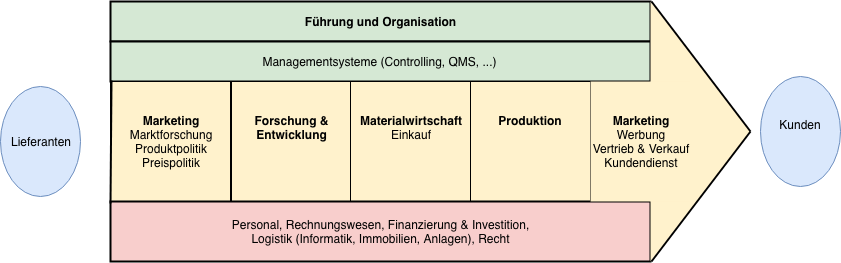 Führung und Organisation
Managementsysteme (Controlling, QMS, ...)
Lieferanten
Marketing
Marktforschung
Produktpolitik
Preispolitik
Forschung &
Entwicklung
Materialwirtschaft
Einkauf
Produktion
Marketing
Werbung
Vertrieb & Verkauf
Kundendienst
Kunden
Personal, Rechnungswesen, Finanzierung & Investition,
Logistik (Informatik, Immobilien, Anlagen), Recht